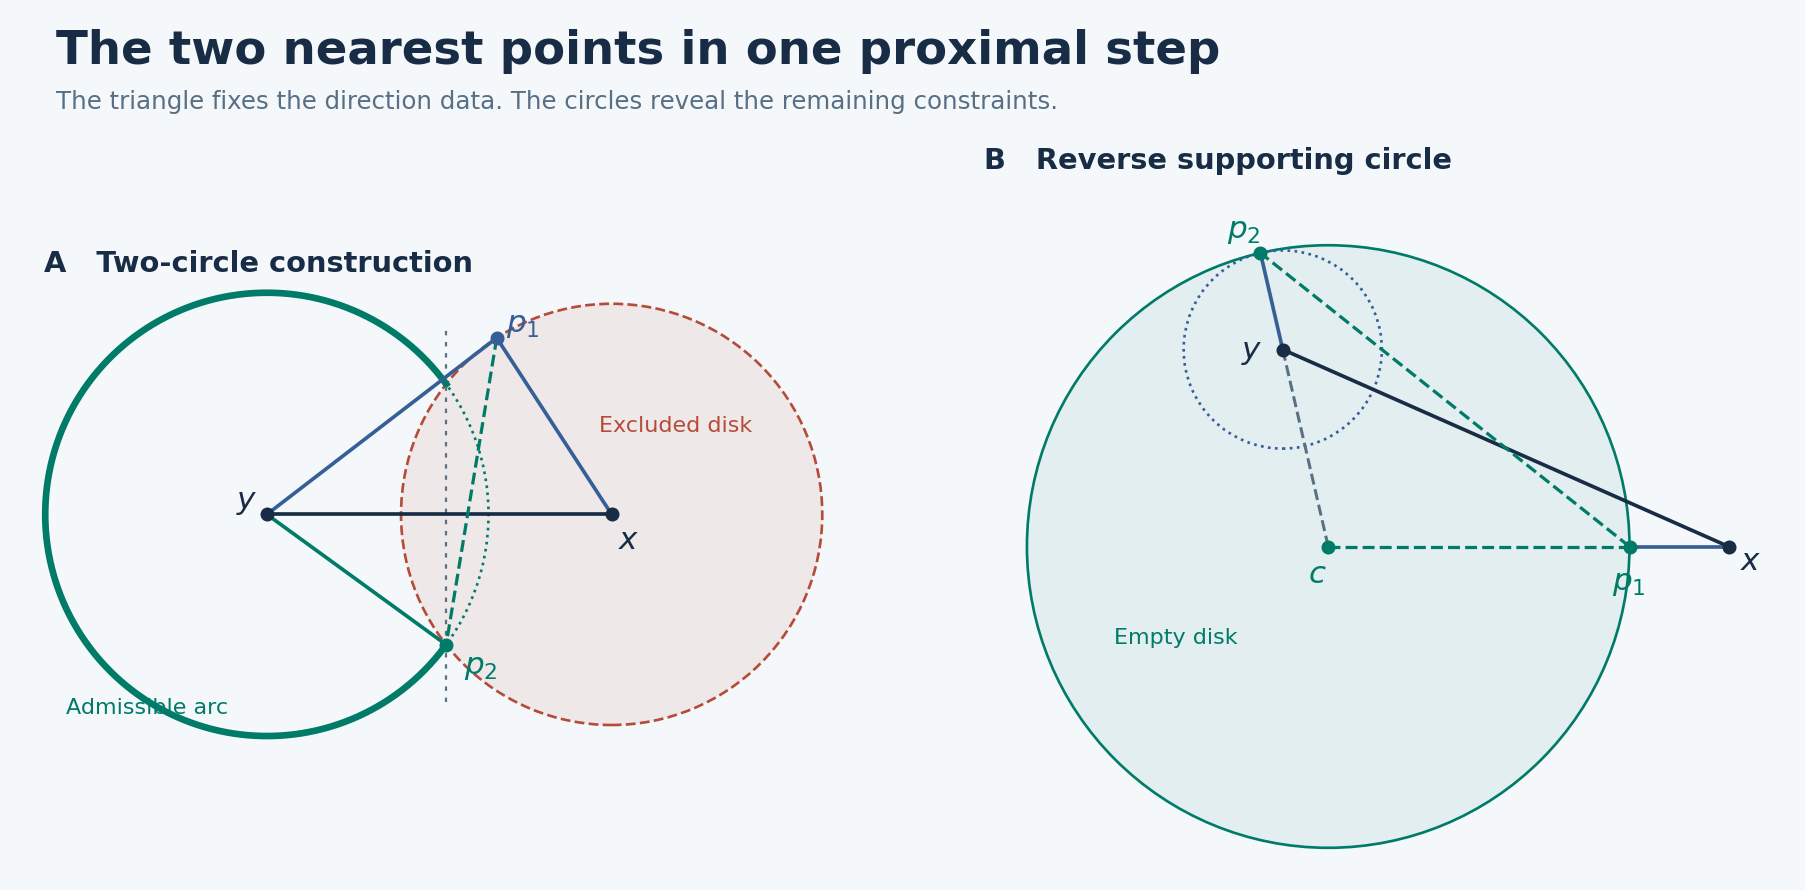 The two nearest points in one proximal step
The triangle fixes the direction data. The circles reveal the remaining constraints.
A Two-circle construction
p₁
Excluded disk
y
x
p₂
Admissible arc
B Reverse supporting circle
p₂
y
c
p₁
x
Empty disk